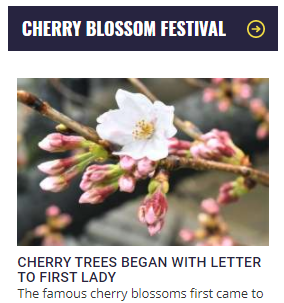 CHERRY BLOSSOM FESTIVAL
CHERRY TREES BEGAN WITH LETTER
TO FIRST LADY
The famous cherry blossoms first came to